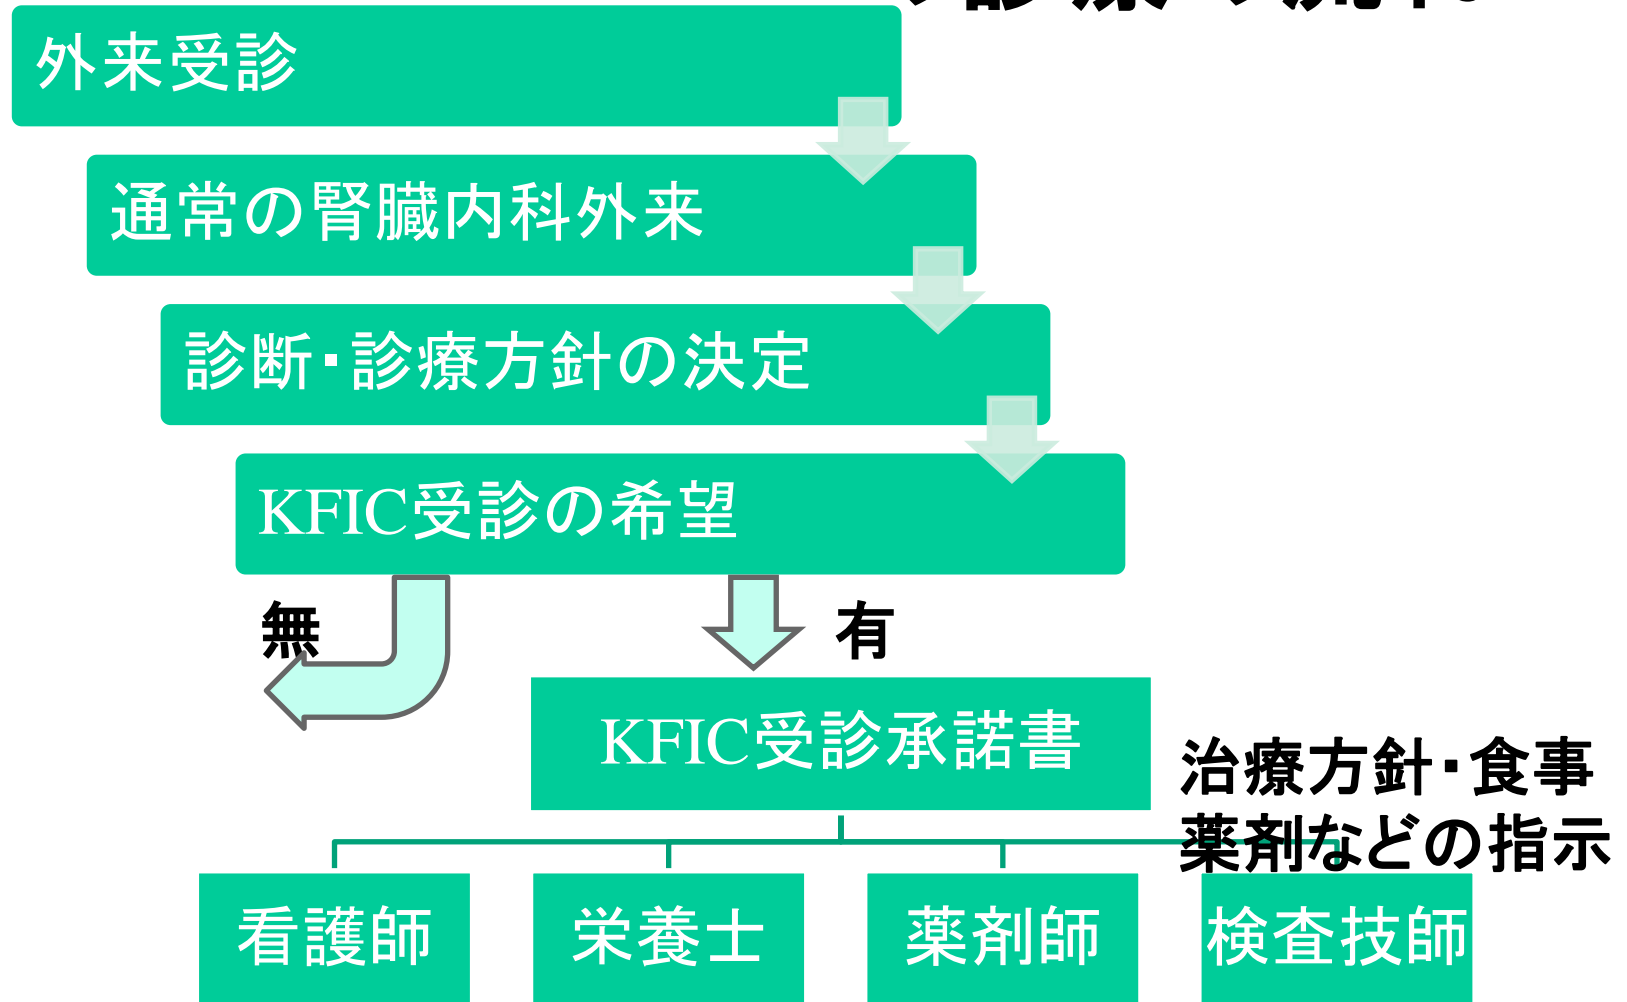 外来受診
通常の腎臓内科外来
診断・診療方針の決定
KFIC受診の希望
無
有
KFIC受診承諾書
治療方針・食事
薬剤などの指示
看護師
栄養士
薬剤師
検査技師